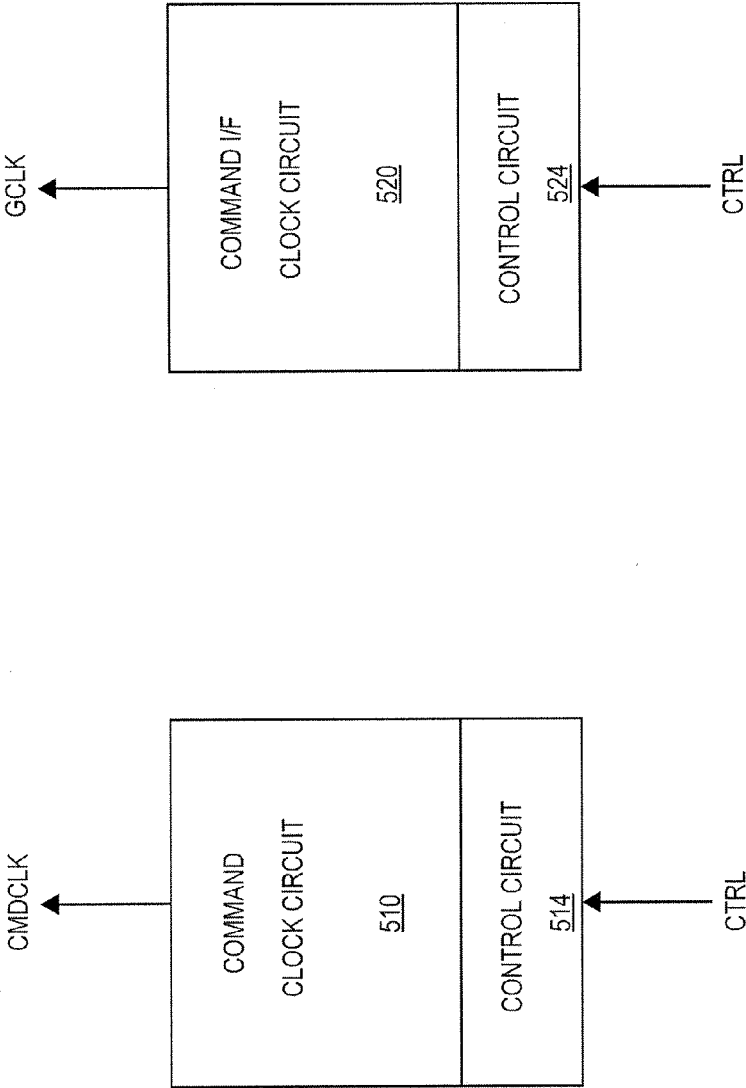 CMDCLK
COMMAND
CLOCK CIRCUIT
510
CONTROL CIRCUIT
514
CTRL
GCLK
COMMAND I/F
CLOCK CIRCUIT
520
CONTROL CIRCUIT
524
CTRL